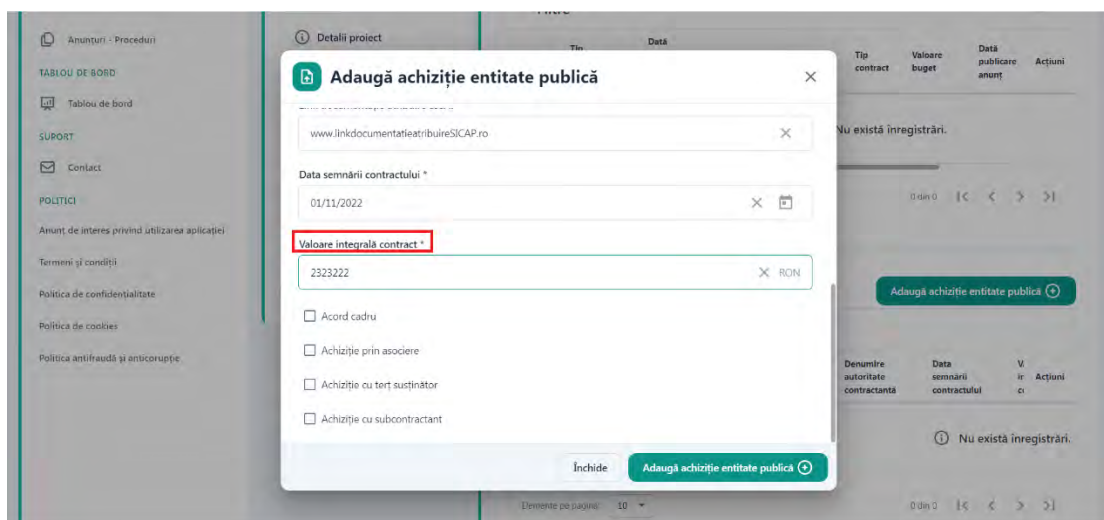 Filtre
Anunțuri - Proceduri
TABLOU DE BORD
Tablou de bord
SUPORT
Contact
POLITICI
Anunț de interes privind utilizarea aplicației
Termeni și condiții
Politica de confidențialitate
Politica de cookies
Politica antifraudă și anticorupție
Detalii proiect
Tip
Dată
Tip contract
Valoare buget
Dată publicare anunț
Acțiuni
Nu există înregistrări.
0 din 0
Adaugă achiziție entitate publică
www.linkdocumentatieatribuireSICAP.ro
Data semnării contractului *
01/11/2022
Valoare integrală contract *
2323222
RON
Acord cadru
Achiziție prin asociere
Achiziție cu terț susținător
Achiziție cu subcontractant
Închide
Adaugă achiziție entitate publică
Adaugă achiziție entitate publică
Denumire autoritate contractantă
Data semnării contractului
Acțiuni
Nu există înregistrări.
Elemente pe pagină: 10
0 din 0